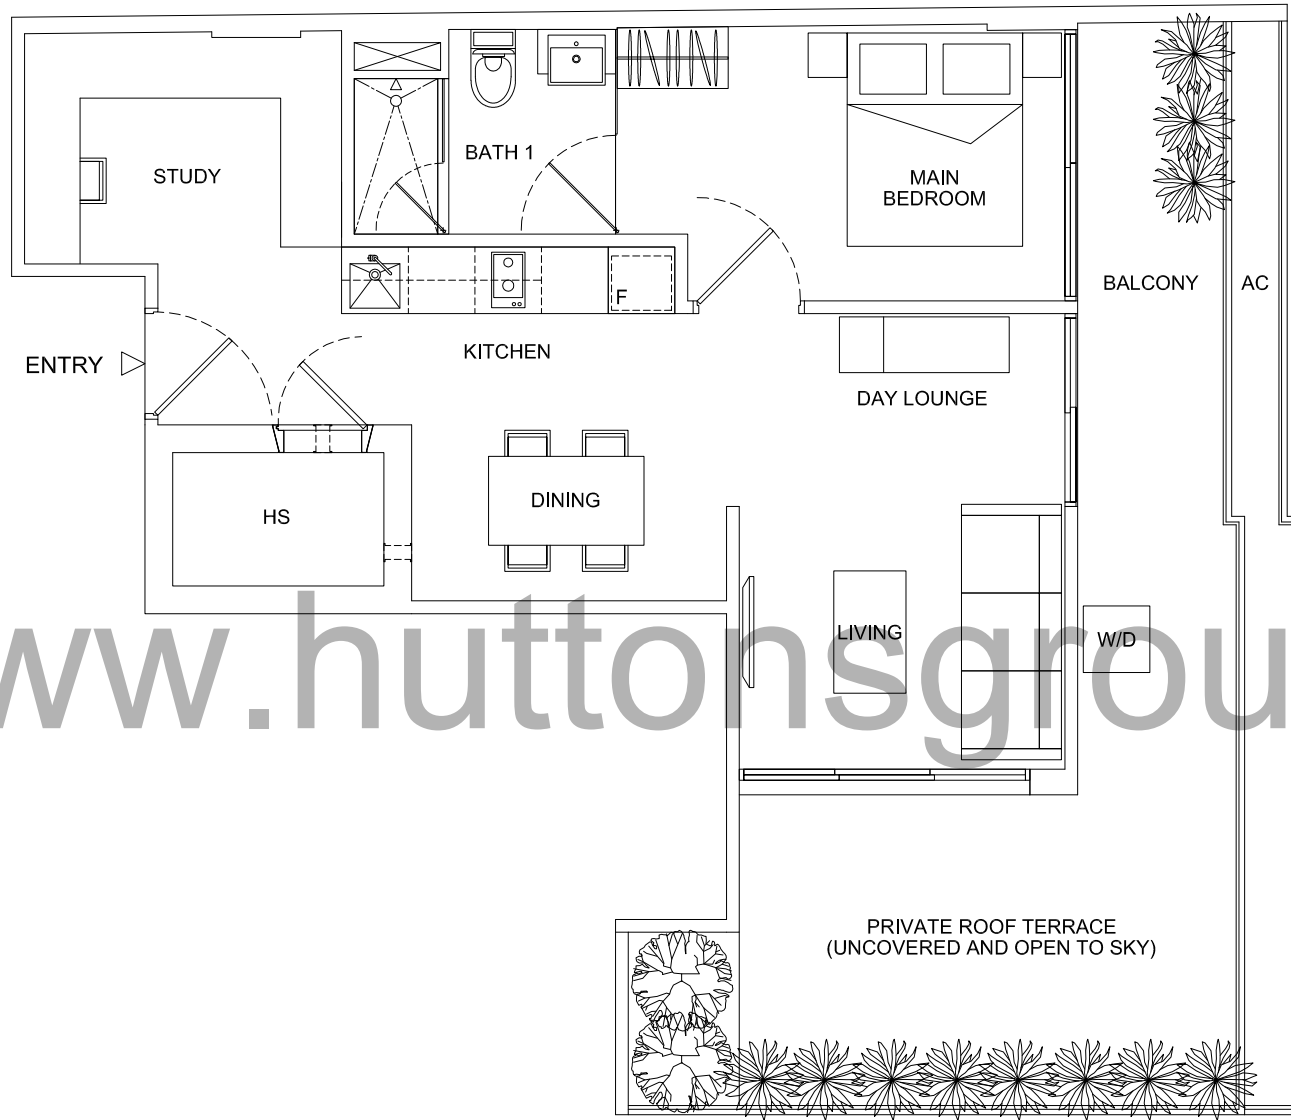 BATH 1
STUDY
MAIN
BEDROOM
BALCONY
AC
F
ENTRY
KITCHEN
DAY LOUNGE
DINING
HS
LIVING
W/D
ww.huttonsgrou
PRIVATE ROOF TERRACE
(UNCOVERED AND OPEN TO SKY)